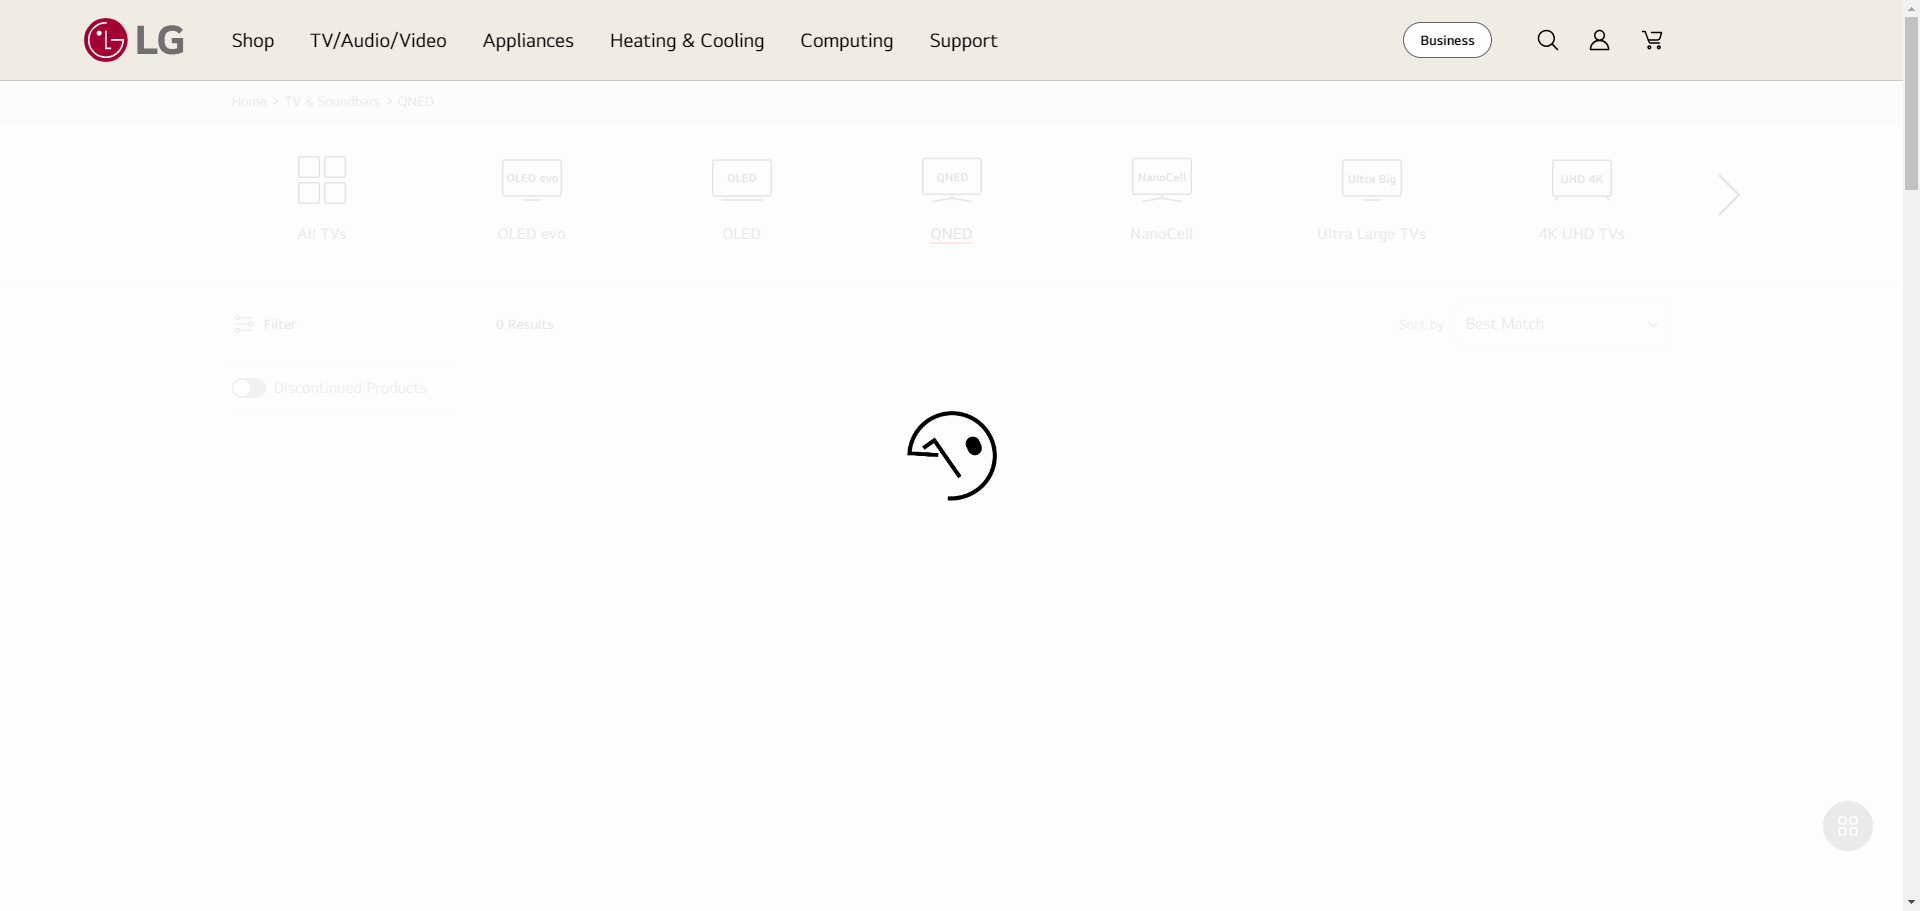 LG
Shop
TV/Audio/Video
Appliances
Heating & Cooling
Computing
Support
Business
Home > TV & Soundbars > QNED
OLED evo
OLED
QNED
NanoCell
Ultra Big
UHD 4K
All TVs
OLED evo
OLED
QNED
NanoCell
Ultra Large TVs
4K UHD TVs
Filter
0 Results
Sort by
Best Match
Discontinued Products